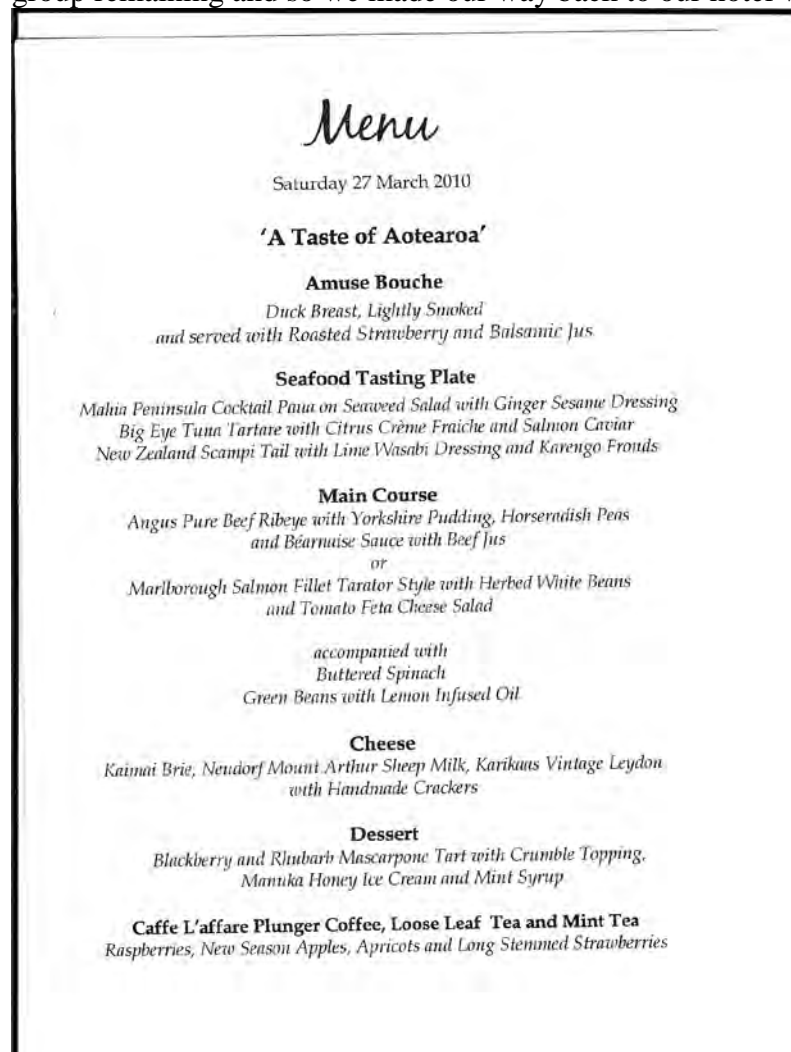 group remaining and so we made our way back to our hotel
Menu
Saturday 27 March 2010
'A Taste of Aotearoa'
Amuse Bouche
Duck Breast, Lightly Smoked
and served with Roasted Strawberry and Balsamic Jus
Seafood Tasting Plate
Mahia Peninsula Cocktail Paua on Seaweed Salad with Ginger Sesame Dressing
Big Eye Tuna Tartare with Citrus Crème Fraiche and Salmon Caviar
New Zealand Scampi Tail with Lime Wasabi Dressing and Karengo Fronds
Main Course
Angus Pure Beef Ribeye with Yorkshire Pudding, Horseradish Peas
and Béarnaise Sauce with Beef Jus
or
Marlborough Salmon Fillet Tarator Style with Herbed White Beans
and Tomato Feta Cheese Salad
accompanied with
Buttered Spinach
Green Beans with Lemon Infused Oil
Cheese
Kaimai Brie, Neudorf Mount Arthur Sheep Milk, Karikaas Vintage Leydon
with Handmade Crackers
Dessert
Blackberry and Rhubarb Mascarpone Tart with Crumble Topping,
Manuka Honey Ice Cream and Mint Syrup
Caffe L'affare Plunger Coffee, Loose Leaf Tea and Mint Tea
Raspberries, New Season Apples, Apricots and Long Stemmed Strawberries